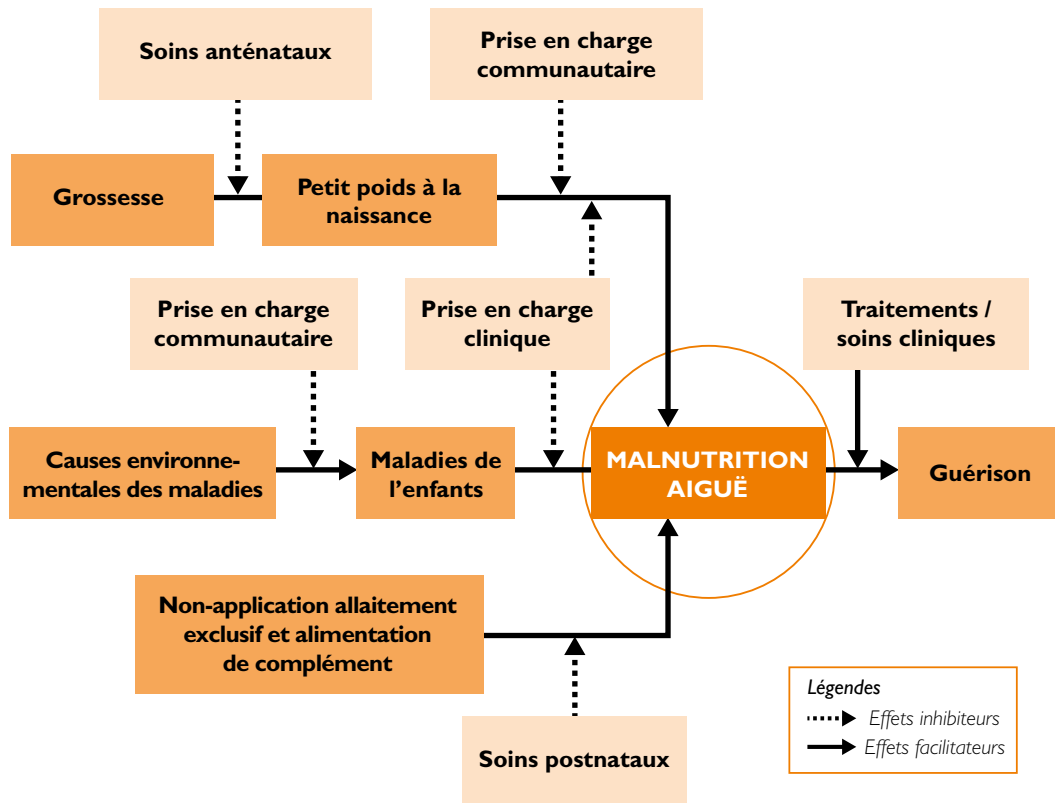 Soins anténataux
Prise en charge
communautaire
Grossesse
Petit poids à la
naissance
Prise en charge
communautaire
Prise en charge
clinique
Traitements /
soins cliniques
Causes environne-
mentales des maladies
Maladies de
l’enfants
MALNUTRITION
AIGUË
Guérison
Non-application allaitement
exclusif et alimentation
de complément
Soins postnataux
Légendes
Effets inhibiteurs
Effets facilitateurs